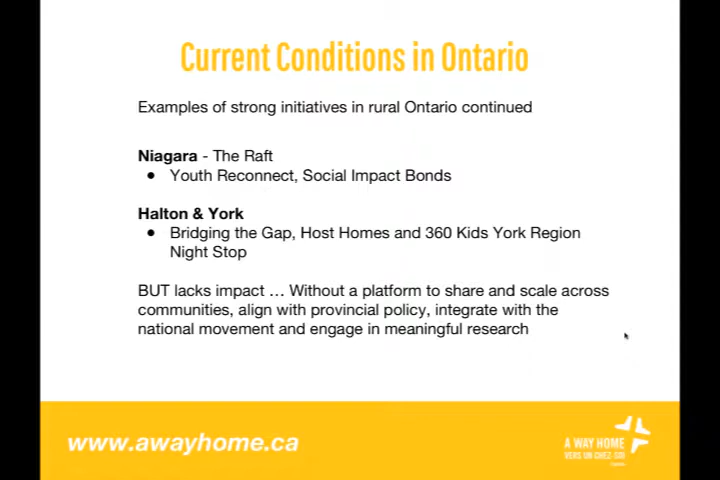 Current Conditions in Ontario
Examples of strong initiatives in rural Ontario continued
Niagara - The Raft
● Youth Reconnect, Social Impact Bonds
Halton & York
● Bridging the Gap, Host Homes and 360 Kids York Region
Night Stop
BUT lacks impact … Without a platform to share and scale across
communities, align with provincial policy, integrate with the
national movement and engage in meaningful research
www.awayhome.ca
A WAY HOME
VERS UN CHEZ-SOI